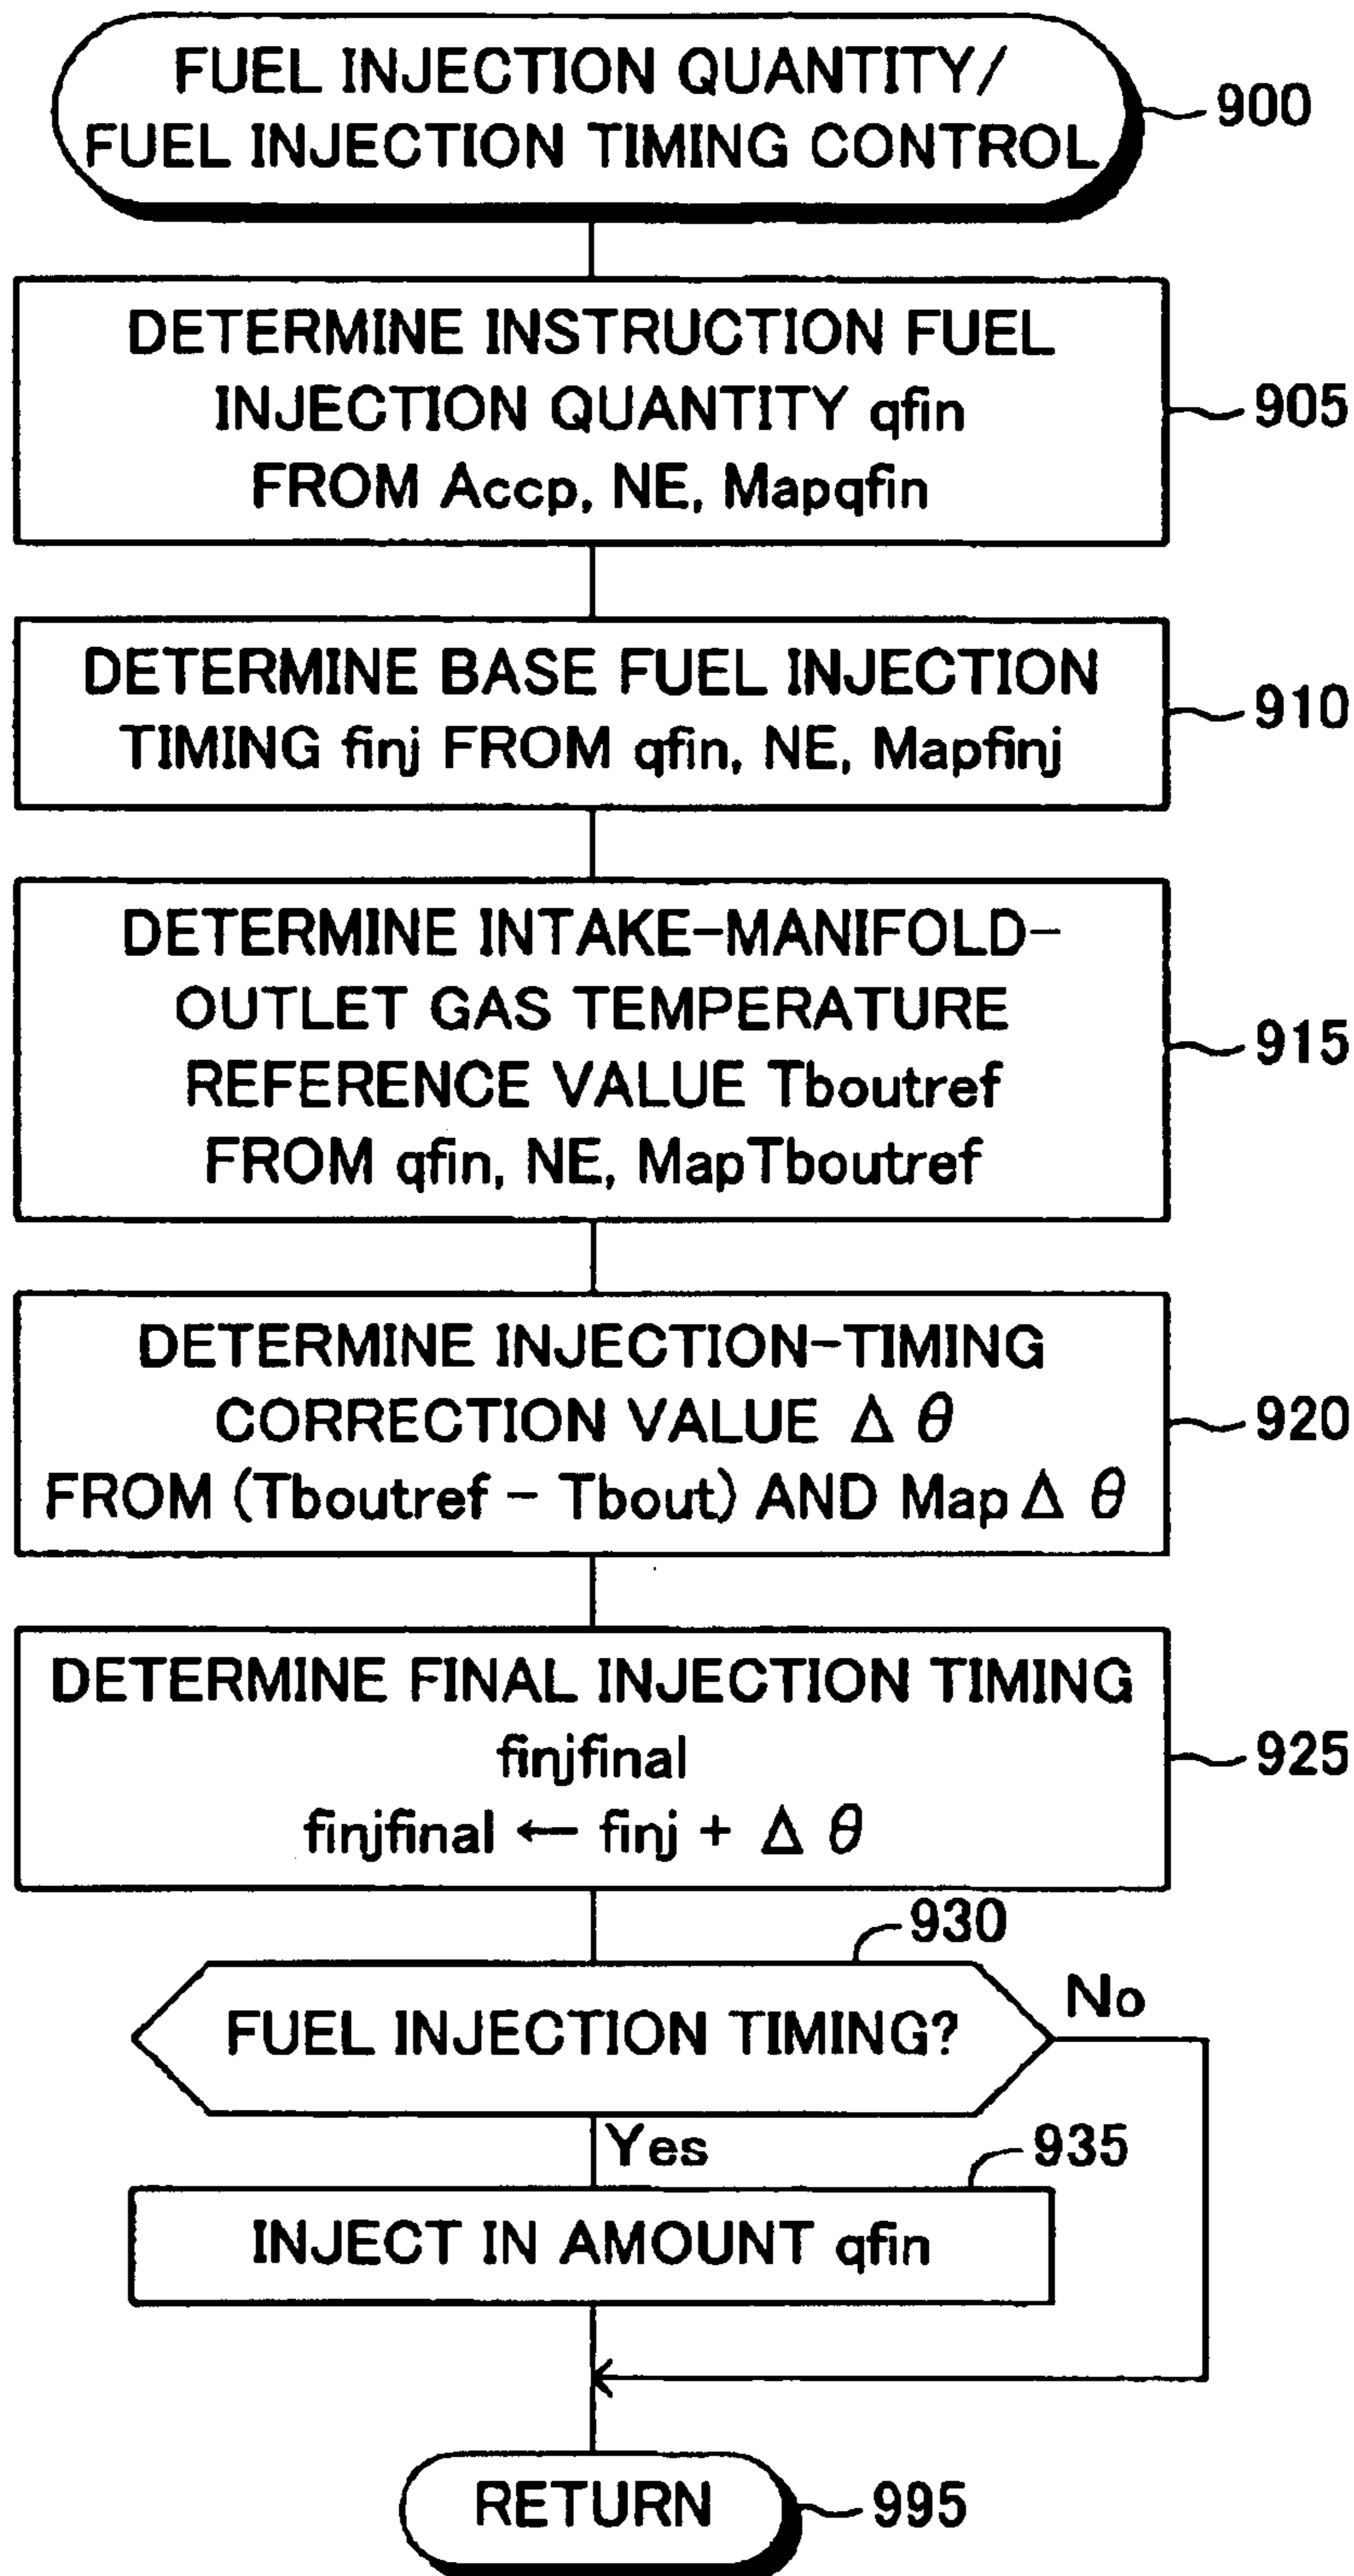 FUEL INJECTION QUANTITY/
FUEL INJECTION TIMING CONTROL
900
DETERMINE INSTRUCTION FUEL
INJECTION QUANTITY qfin
FROM Accp, NE, Mapqfin
905
DETERMINE BASE FUEL INJECTION
TIMING finj FROM qfin, NE, Mapfinj
910
DETERMINE INTAKE-MANIFOLD-
OUTLET GAS TEMPERATURE
REFERENCE VALUE Tboutref
FROM qfin, NE, MapTboutref
915
DETERMINE INJECTION-TIMING
CORRECTION VALUE Δ θ
FROM (Tboutref - Tbout) AND Map Δ θ
920
DETERMINE FINAL INJECTION TIMING
finjfinal
finjfinal ← finj + Δ θ
925
930
FUEL INJECTION TIMING?
No
Yes
935
INJECT IN AMOUNT qfin
RETURN
995